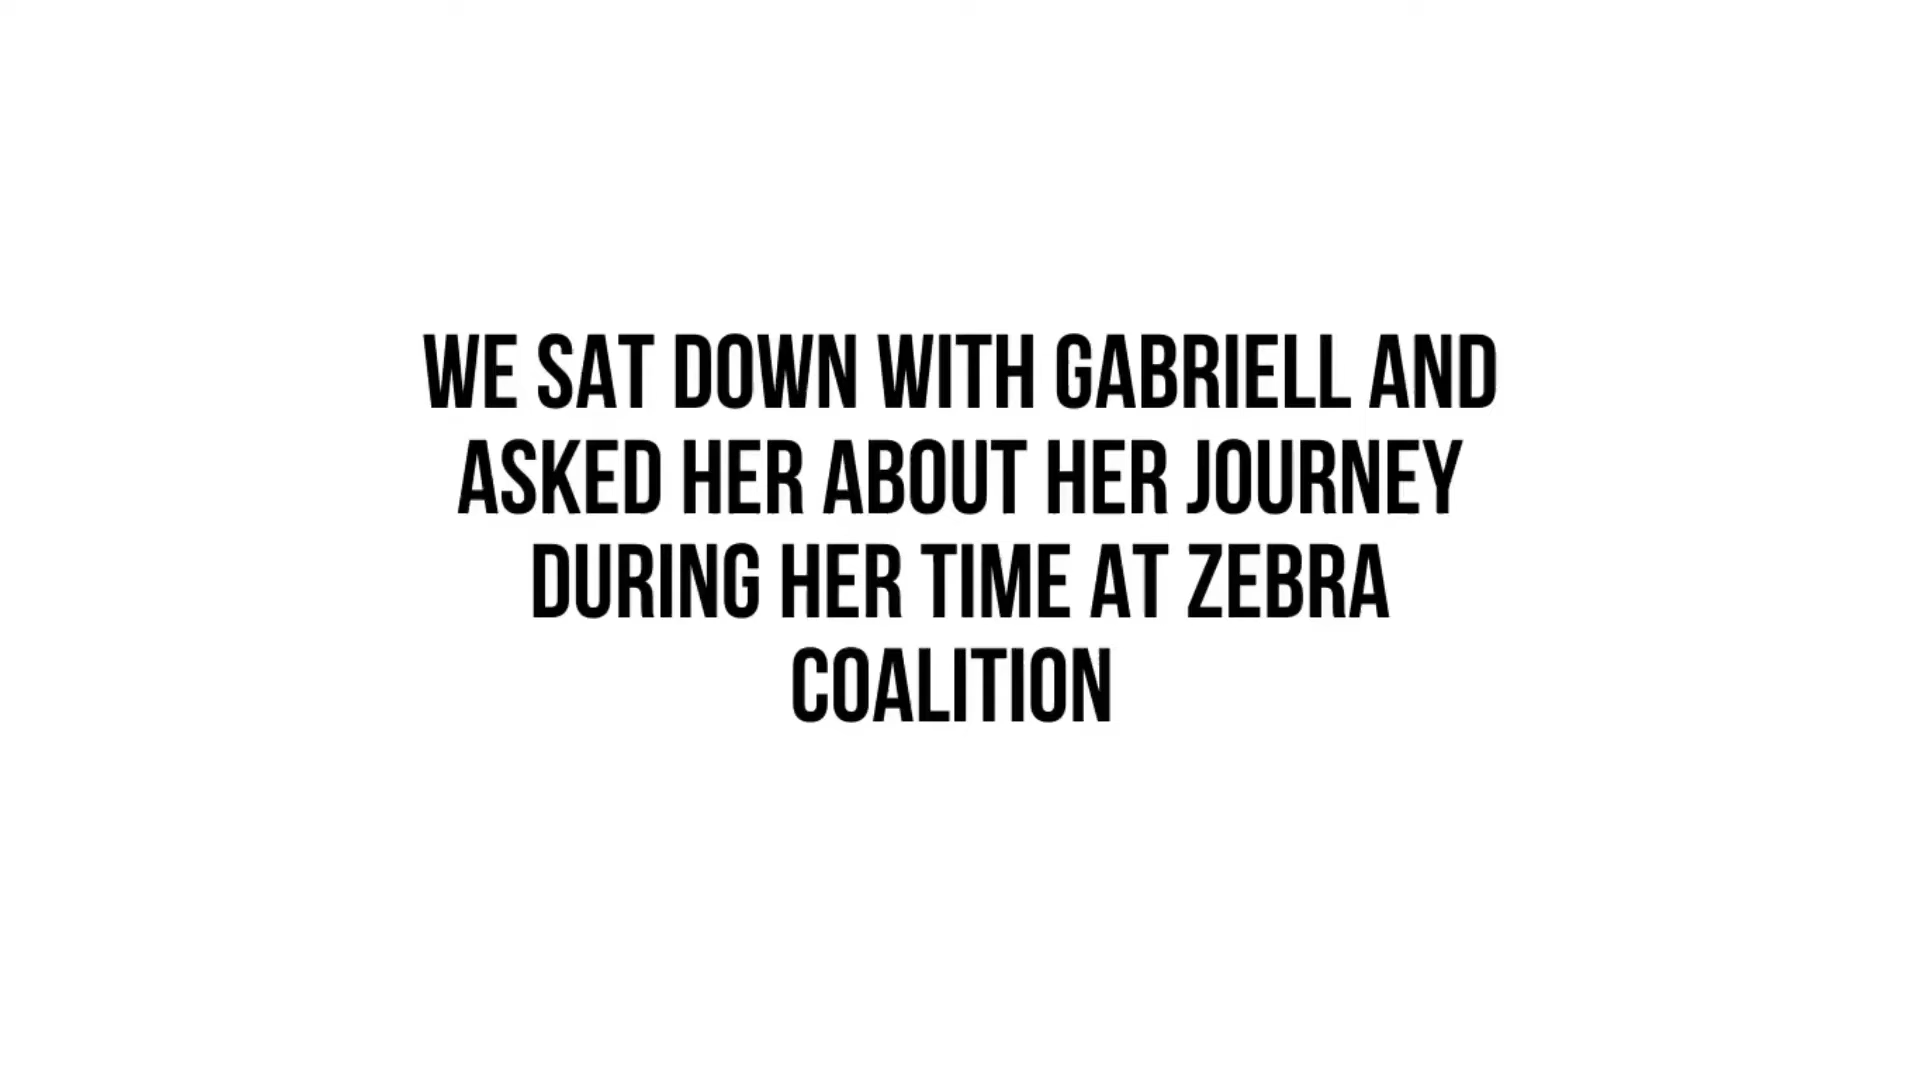 WE SAT DOWN WITH GABRIELL AND
ASKED HER ABOUT HER JOURNEY
DURING HER TIME AT ZEBRA
COALITION